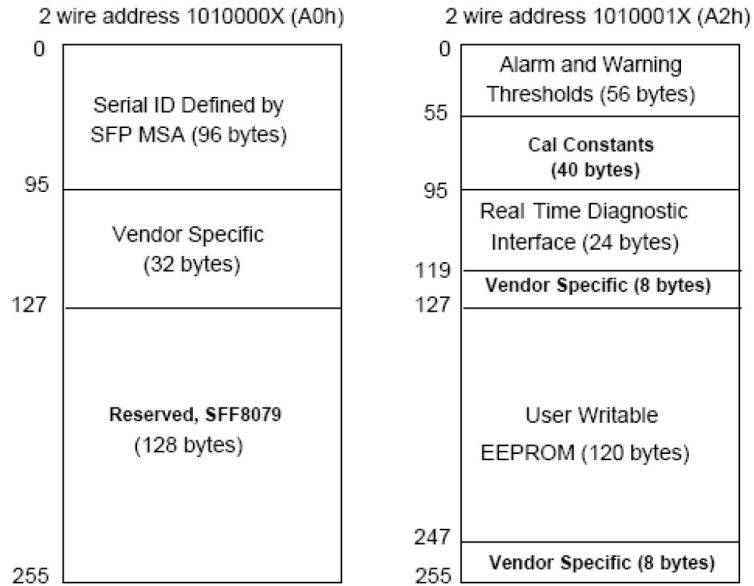 2 wire address 1010000X (A0h)
0
Serial ID Defined by
SFP MSA (96 bytes)
95
Vendor Specific
(32 bytes)
127
Reserved, SFF8079
(128 bytes)
255
2 wire address 1010001X (A2h)
0
Alarm and Warning
Thresholds (56 bytes)
55
Cal Constants
(40 bytes)
95
Real Time Diagnostic
Interface (24 bytes)
119
Vendor Specific (8 bytes)
127
User Writable
EEPROM (120 bytes)
247
Vendor Specific (8 bytes)
255